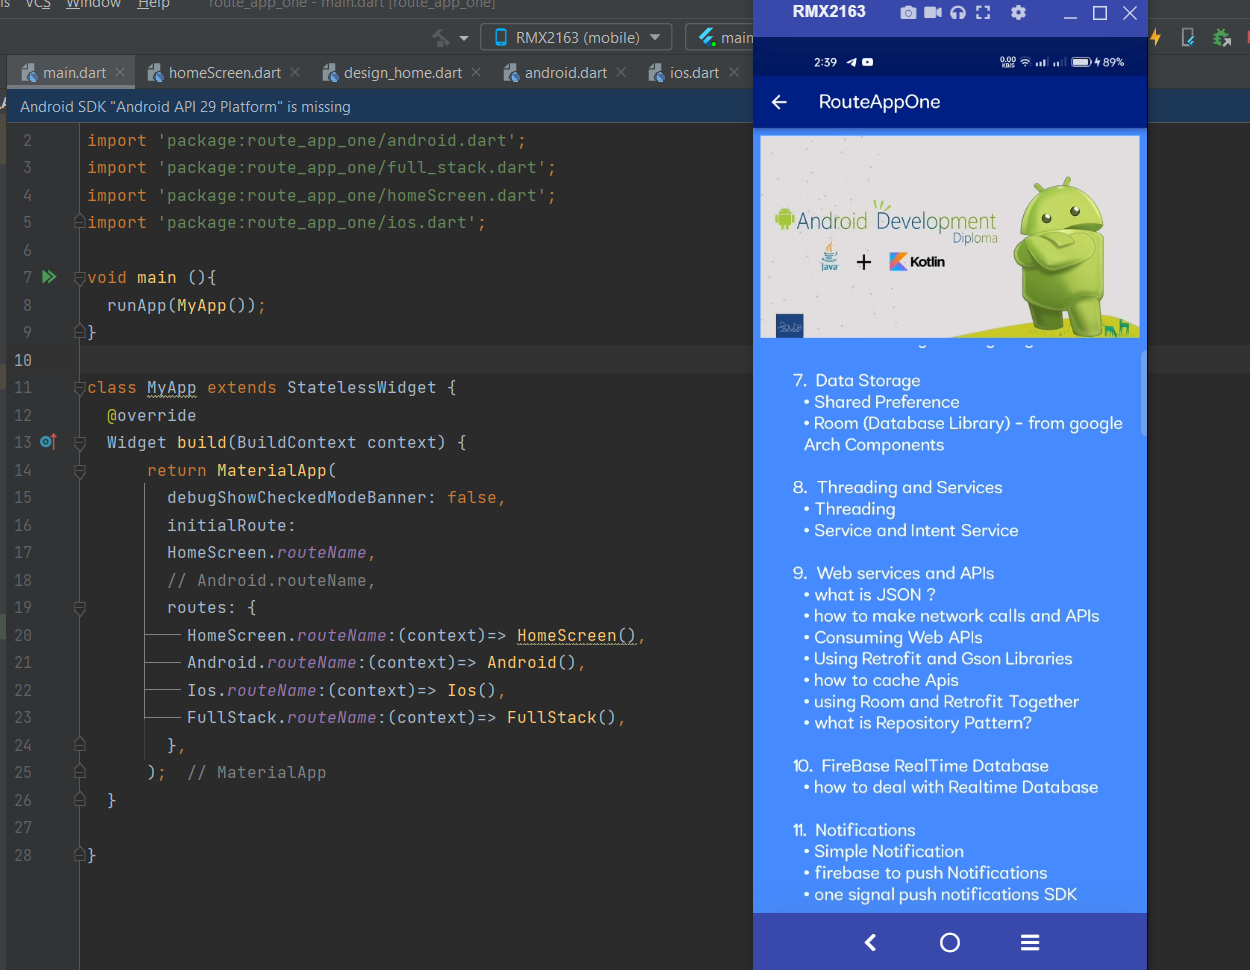 VCS Window Help
route_app_one - main.dart [route_app_one]
RMX2163 (mobile)
main
main.dart
homeScreen.dart
design_home.dart
android.dart
ios.dart
Android SDK "Android API 29 Platform" is missing
2 import 'package:route_app_one/android.dart';
3 import 'package:route_app_one/full_stack.dart';
4 import 'package:route_app_one/homeScreen.dart';
5 import 'package:route_app_one/ios.dart';
6
7 void main (){
8 runApp(MyApp());
9 }
10
11 class MyApp extends StatelessWidget {
12 @override
13 Widget build(BuildContext context) {
14 return MaterialApp(
15 debugShowCheckedModeBanner: false,
16 initialRoute:
17 HomeScreen.routeName,
18 // Android.routeName,
19 routes: {
20 HomeScreen.routeName:(context)=> HomeScreen(),
21 Android.routeName:(context)=> Android(),
22 Ios.routeName:(context)=> Ios(),
23 FullStack.routeName:(context)=> FullStack(),
24 },
25 ); // MaterialApp
26 }
27
28 }
RMX2163
2:39
0.00
KB/S
89%
RouteAppOne
Android Development
Diploma
Java + Kotlin
Route
7. Data Storage
• Shared Preference
• Room (Database Library) - from google
Arch Components
8. Threading and Services
• Threading
• Service and Intent Service
9. Web services and APIs
• what is JSON ?
• how to make network calls and APIs
• Consuming Web APIs
• Using Retrofit and Gson Libraries
• how to cache Apis
• using Room and Retrofit Together
• what is Repository Pattern?
10. FireBase RealTime Database
• how to deal with Realtime Database
11. Notifications
• Simple Notification
• firebase to push Notifications
• one signal push notifications SDK